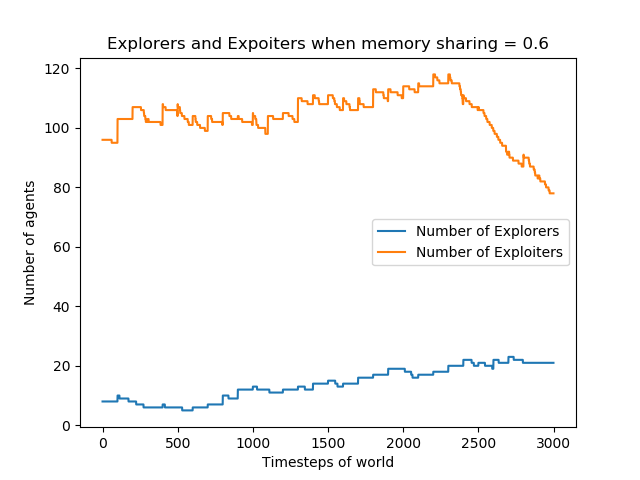 Explorers and Expoiters when memory sharing = 0.6
120
100
80
60
40
20
0
Number of agents
Number of Explorers
Number of Exploiters
0 500 1000 1500 2000 2500 3000
Timesteps of world